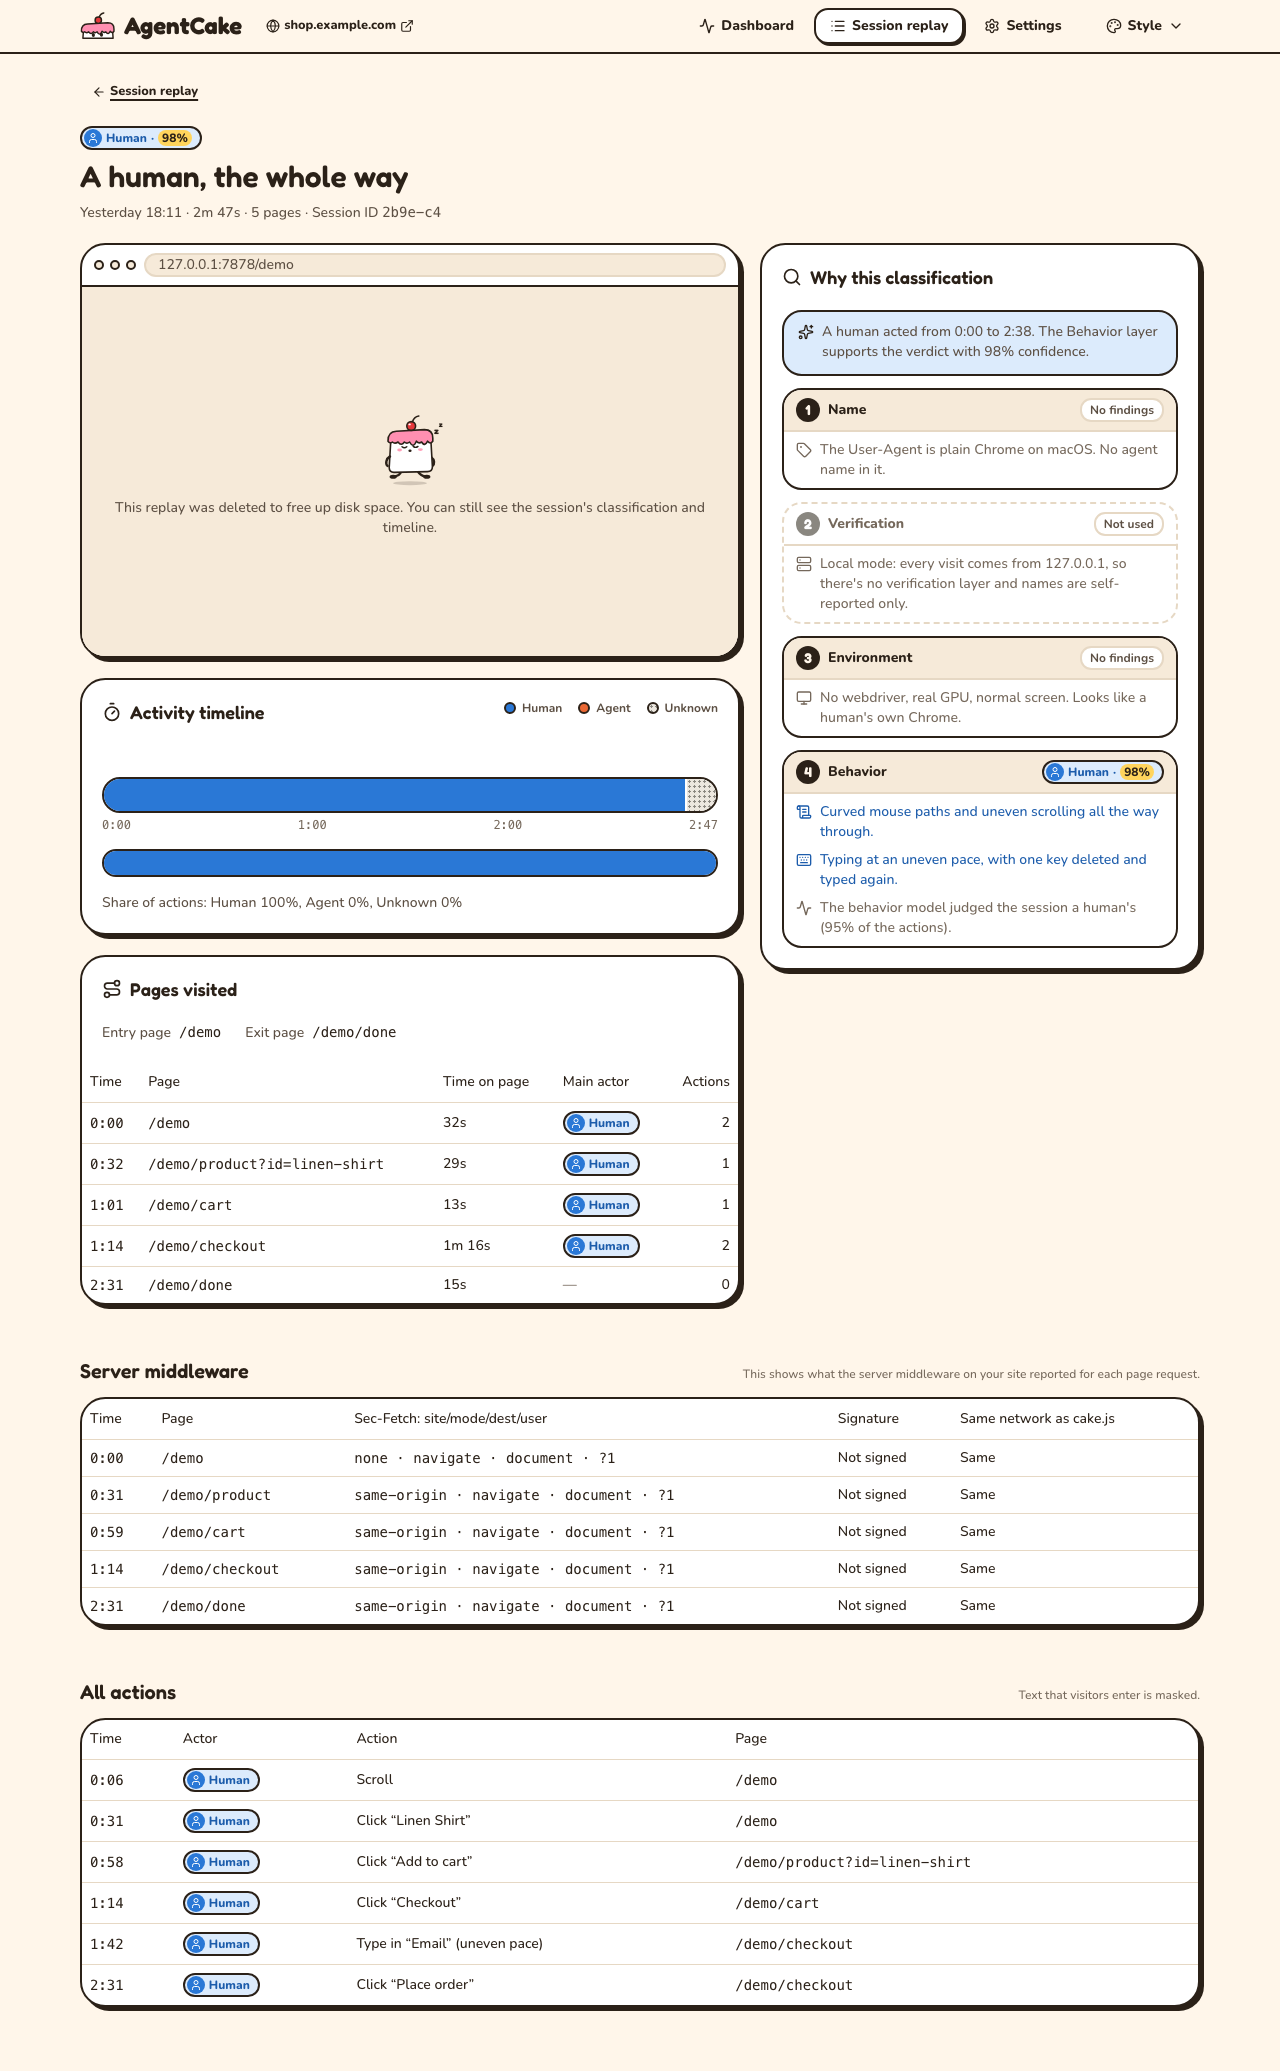 AgentCake
shop.example.com
Dashboard
Session replay
Settings
Style
Session replay
Human · 98%
A human, the whole way
Yesterday 18:11 · 2m 47s · 5 pages · Session ID 2b9e-c4
127.0.0.1:7878/demo
z z
This replay was deleted to free up disk space. You can still see the session's classification and
timeline.
Activity timeline
Human
Agent
Unknown
0:00 1:00 2:00 2:47
Share of actions: Human 100%, Agent 0%, Unknown 0%
Pages visited
Entry page /demo Exit page /demo/done
Time Page Time on page Main actor Actions
0:00 /demo 32s Human 2
0:32 /demo/product?id=linen-shirt 29s Human 1
1:01 /demo/cart 13s Human 1
1:14 /demo/checkout 1m 16s Human 2
2:31 /demo/done 15s — 0
Why this classification
A human acted from 0:00 to 2:38. The Behavior layer
supports the verdict with 98% confidence.
1 Name No findings
The User-Agent is plain Chrome on macOS. No agent
name in it.
2 Verification Not used
Local mode: every visit comes from 127.0.0.1, so
there's no verification layer and names are self-
reported only.
3 Environment No findings
No webdriver, real GPU, normal screen. Looks like a
human's own Chrome.
4 Behavior Human · 98%
Curved mouse paths and uneven scrolling all the way
through.
Typing at an uneven pace, with one key deleted and
typed again.
The behavior model judged the session a human's
(95% of the actions).
Server middleware
This shows what the server middleware on your site reported for each page request.
Time Page Sec-Fetch: site/mode/dest/user Signature Same network as cake.js
0:00 /demo none · navigate · document · ?1 Not signed Same
0:31 /demo/product same-origin · navigate · document · ?1 Not signed Same
0:59 /demo/cart same-origin · navigate · document · ?1 Not signed Same
1:14 /demo/checkout same-origin · navigate · document · ?1 Not signed Same
2:31 /demo/done same-origin · navigate · document · ?1 Not signed Same
All actions
Text that visitors enter is masked.
Time Actor Action Page
0:06 Human Scroll /demo
0:31 Human Click “Linen Shirt” /demo
0:58 Human Click “Add to cart” /demo/product?id=linen-shirt
1:14 Human Click “Checkout” /demo/cart
1:42 Human Type in “Email” (uneven pace) /demo/checkout
2:31 Human Click “Place order” /demo/checkout